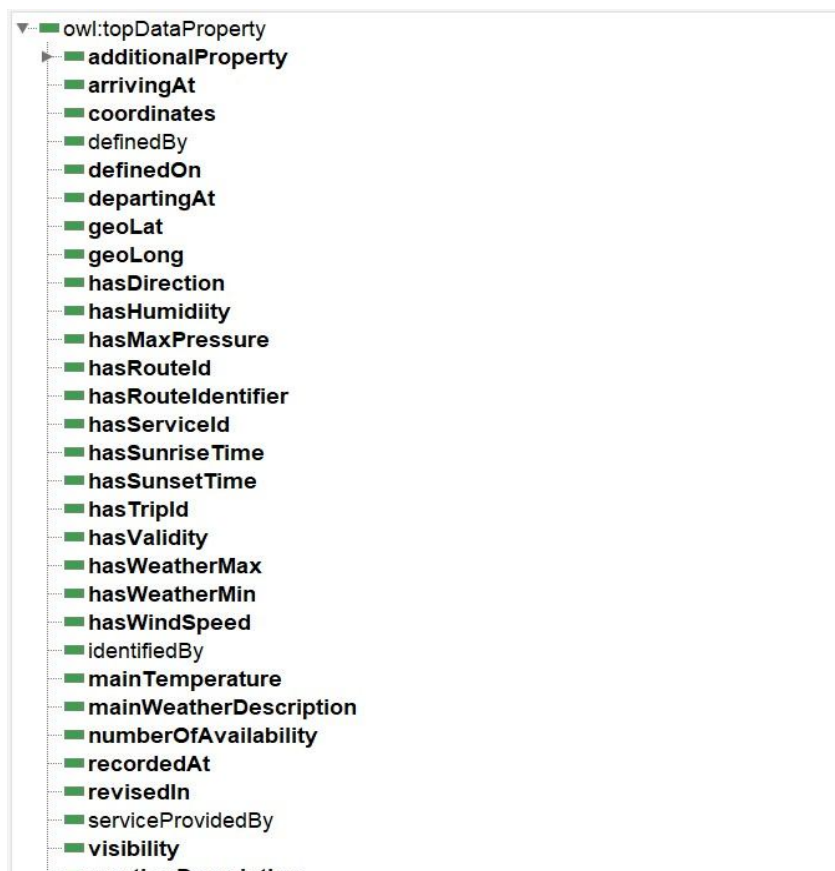 owl:topDataProperty
additionalProperty
arrivingAt
coordinates
definedBy
definedOn
departingAt
geoLat
geoLong
hasDirection
hasHumidiity
hasMaxPressure
hasRouteId
hasRouteIdentifier
hasServiceId
hasSunriseTime
hasSunsetTime
hasTripId
hasValidity
hasWeatherMax
hasWeatherMin
hasWindSpeed
identifiedBy
mainTemperature
mainWeatherDescription
numberOfAvailability
recordedAt
revisedIn
serviceProvidedBy
visibility